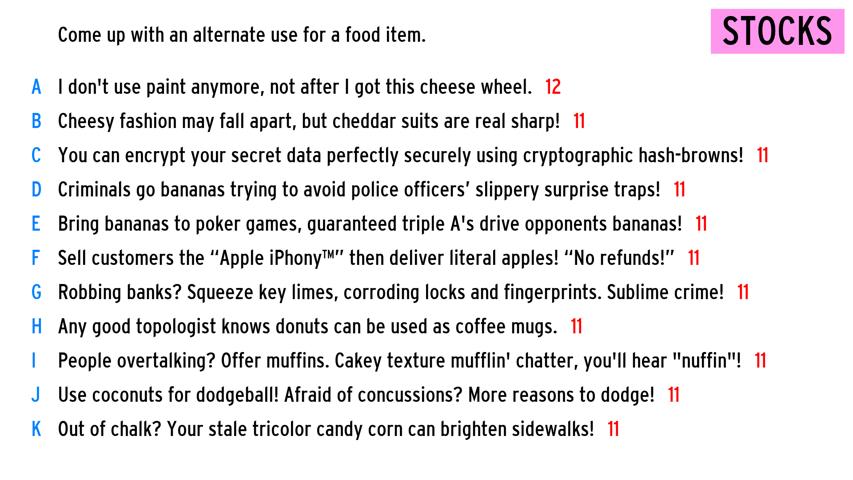 Come up with an alternate use for a food item.
STOCKS
A I don't use paint anymore, not after I got this cheese wheel. 12
B Cheesy fashion may fall apart, but cheddar suits are real sharp! 11
C You can encrypt your secret data perfectly securely using cryptographic hash-browns! 11
D Criminals go bananas trying to avoid police officers’ slippery surprise traps! 11
E Bring bananas to poker games, guaranteed triple A's drive opponents bananas! 11
F Sell customers the “Apple iPhony™” then deliver literal apples! “No refunds!” 11
G Robbing banks? Squeeze key limes, corroding locks and fingerprints. Sublime crime! 11
H Any good topologist knows donuts can be used as coffee mugs. 11
I People overtalking? Offer muffins. Cakey texture mufflin' chatter, you'll hear "nuffin"! 11
J Use coconuts for dodgeball! Afraid of concussions? More reasons to dodge! 11
K Out of chalk? Your stale tricolor candy corn can brighten sidewalks! 11